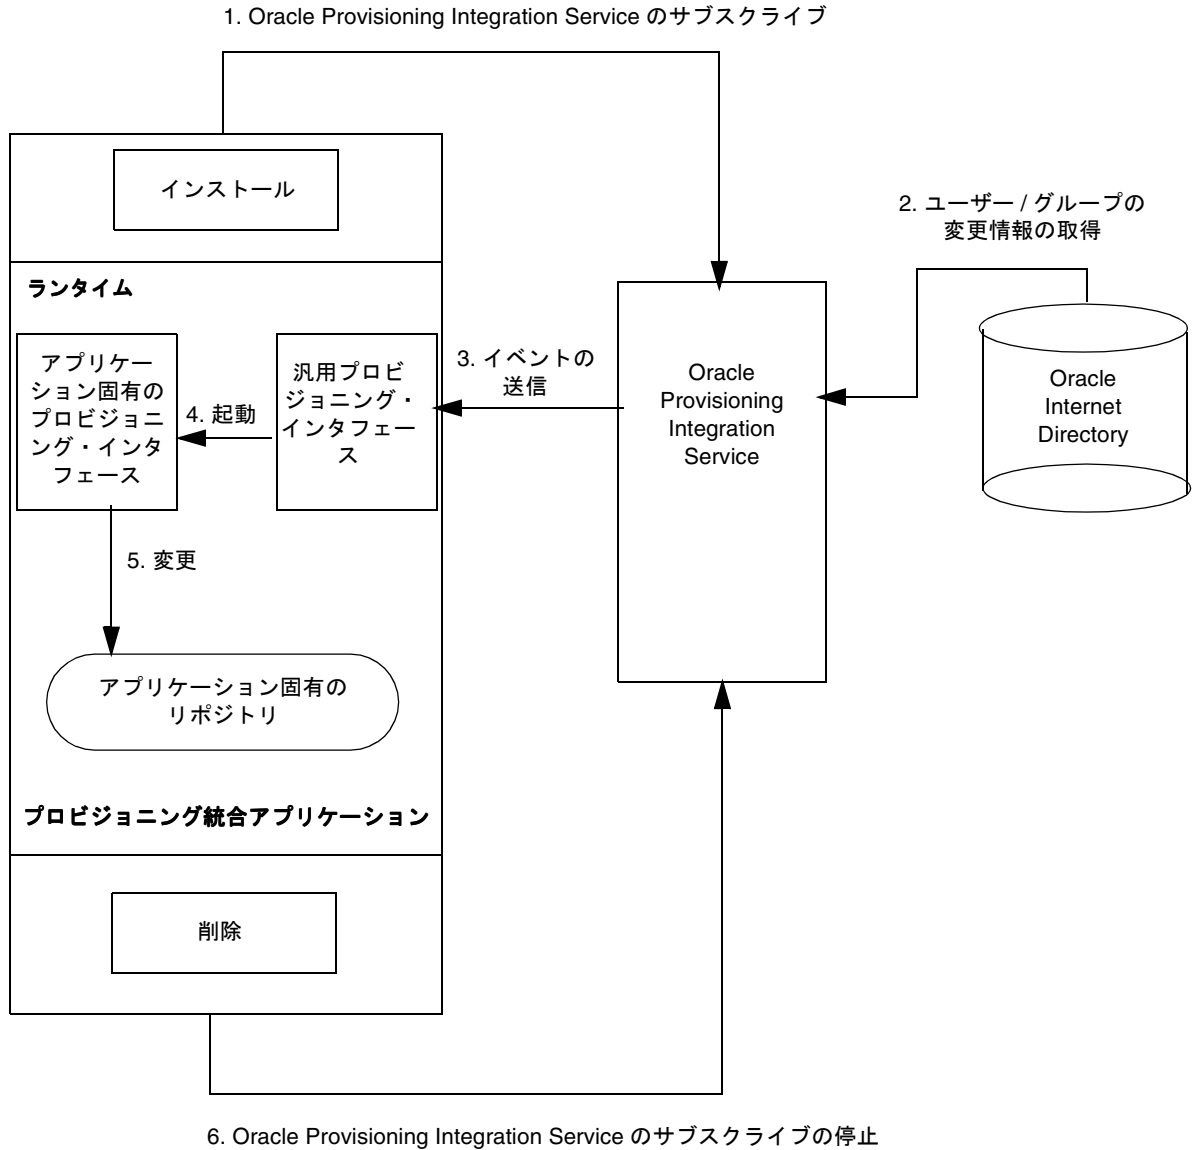 1. Oracle Provisioning Integration Service のサブスクライブ
インストール
2. ユーザー / グループの
変更情報の取得
ランタイム
アプリケー
ション固有の
プロビジョニ
ング・インタ
フェース
4. 起動
汎用プロビ
ジョニング・
インタフェー
ス
3. イベントの
送信
Oracle
Provisioning
Integration
Service
Oracle
Internet
Directory
5. 変更
アプリケーション固有の
リポジトリ
プロビジョニング統合アプリケーション
削除
6. Oracle Provisioning Integration Service のサブスクライブの停止